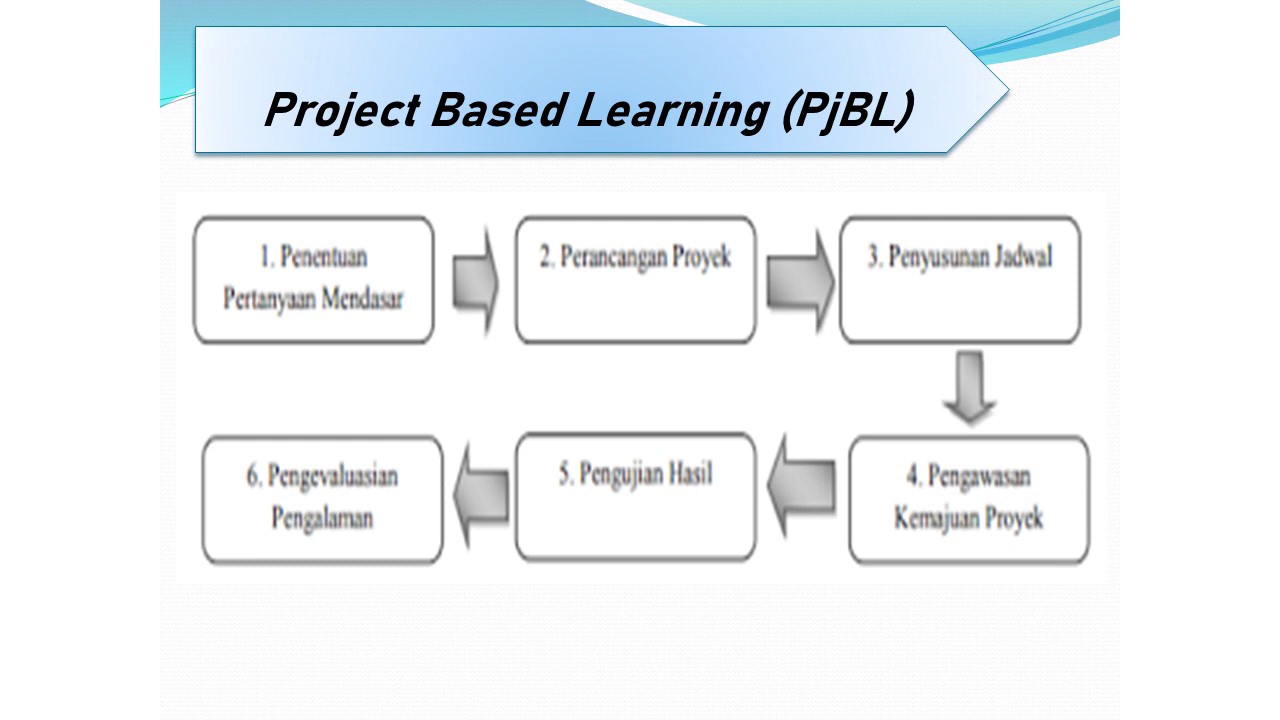 Project Based Learning (PjBL)
1. Penentuan
Pertanyaan Mendasar
2. Perancangan Proyek
3. Penyusunan Jadwal
4. Pengawasan
Kemajuan Proyek
5. Pengujian Hasil
6. Pengevaluasian
Pengalaman